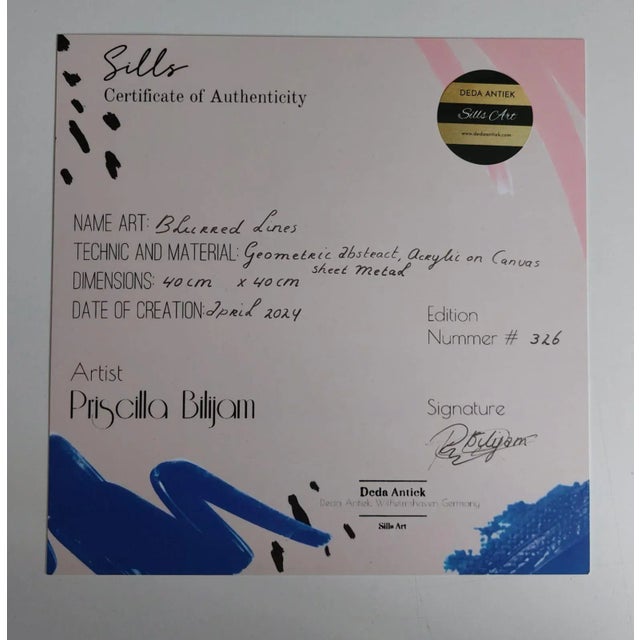 Sills
Certificate of Authenticity
DEDA ANTIEK
Sills Art
www.dedaantiek.com
NAME ART: Blurred Lines
TECHNIC AND MATERIAL: Geometric abstract, Acrylic on Canvas
sheet metal
DIMENSIONS: 40cm x 40cm
DATE OF CREATION: april 2024
Edition
Nummer # 326
Artist
Priscilla Bilijam
Signature
P Bilijam
Deda Antiek
Deda Antiek Wilhelmshaven Germany
Sills Art